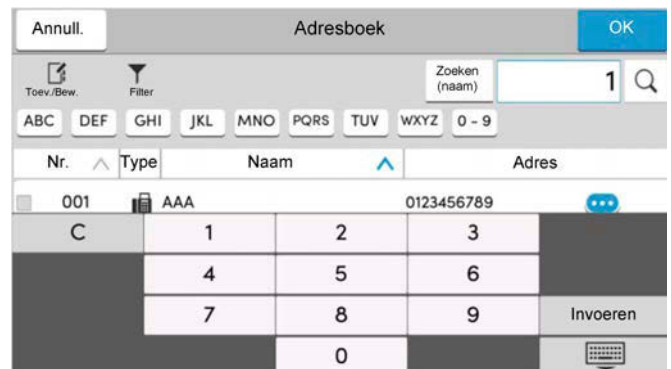 Annull. Adresboek OK
Toev./Bew. Filter Zoeken (naam) 1
ABC DEF GHI JKL MNO PQRS TUV WXYZ 0 - 9
Nr. Type Naam Adres
001 AAA 0123456789
C 1 2 3
4 5 6
7 8 9 Invoeren
0